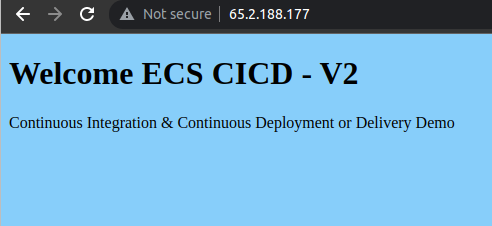 Not secure | 65.2.188.177
Welcome ECS CICD - V2
Continuous Integration & Continuous Deployment or Delivery Demo